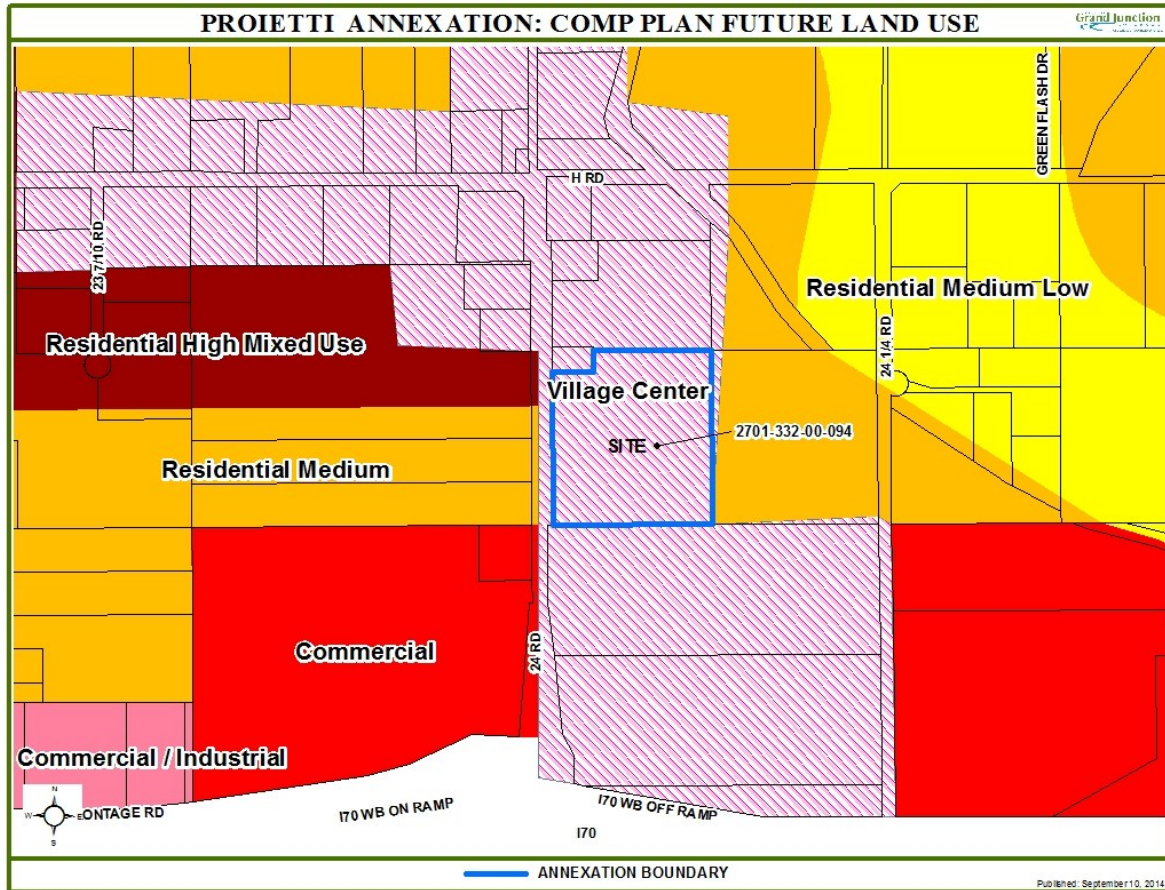 PROIETTI ANNEXATION: COMP PLAN FUTURE LAND USE
Grand Junction
GREEN FLASH DR
H RD
23 7/10 RD
Residential Medium Low
Residential High Mixed Use
24 1/4 RD
Village Center
SITE
2701-332-00-094
Residential Medium
Commercial
24 RD
Commercial / Industrial
N
W E
S
ONTAGE RD
I70 WB ON RAMP
I70 WB OFF RAMP
I70
ANNEXATION BOUNDARY
Published: September 10, 2014